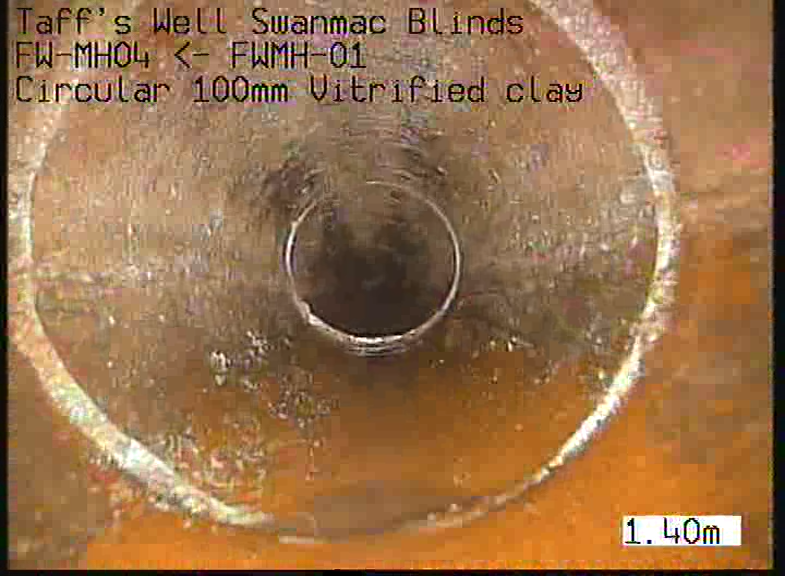 Taff's Well Swanmac Blinds
FW-MH04 <- FWMH-01
Circular 100mm Vitrified clay
1.40m